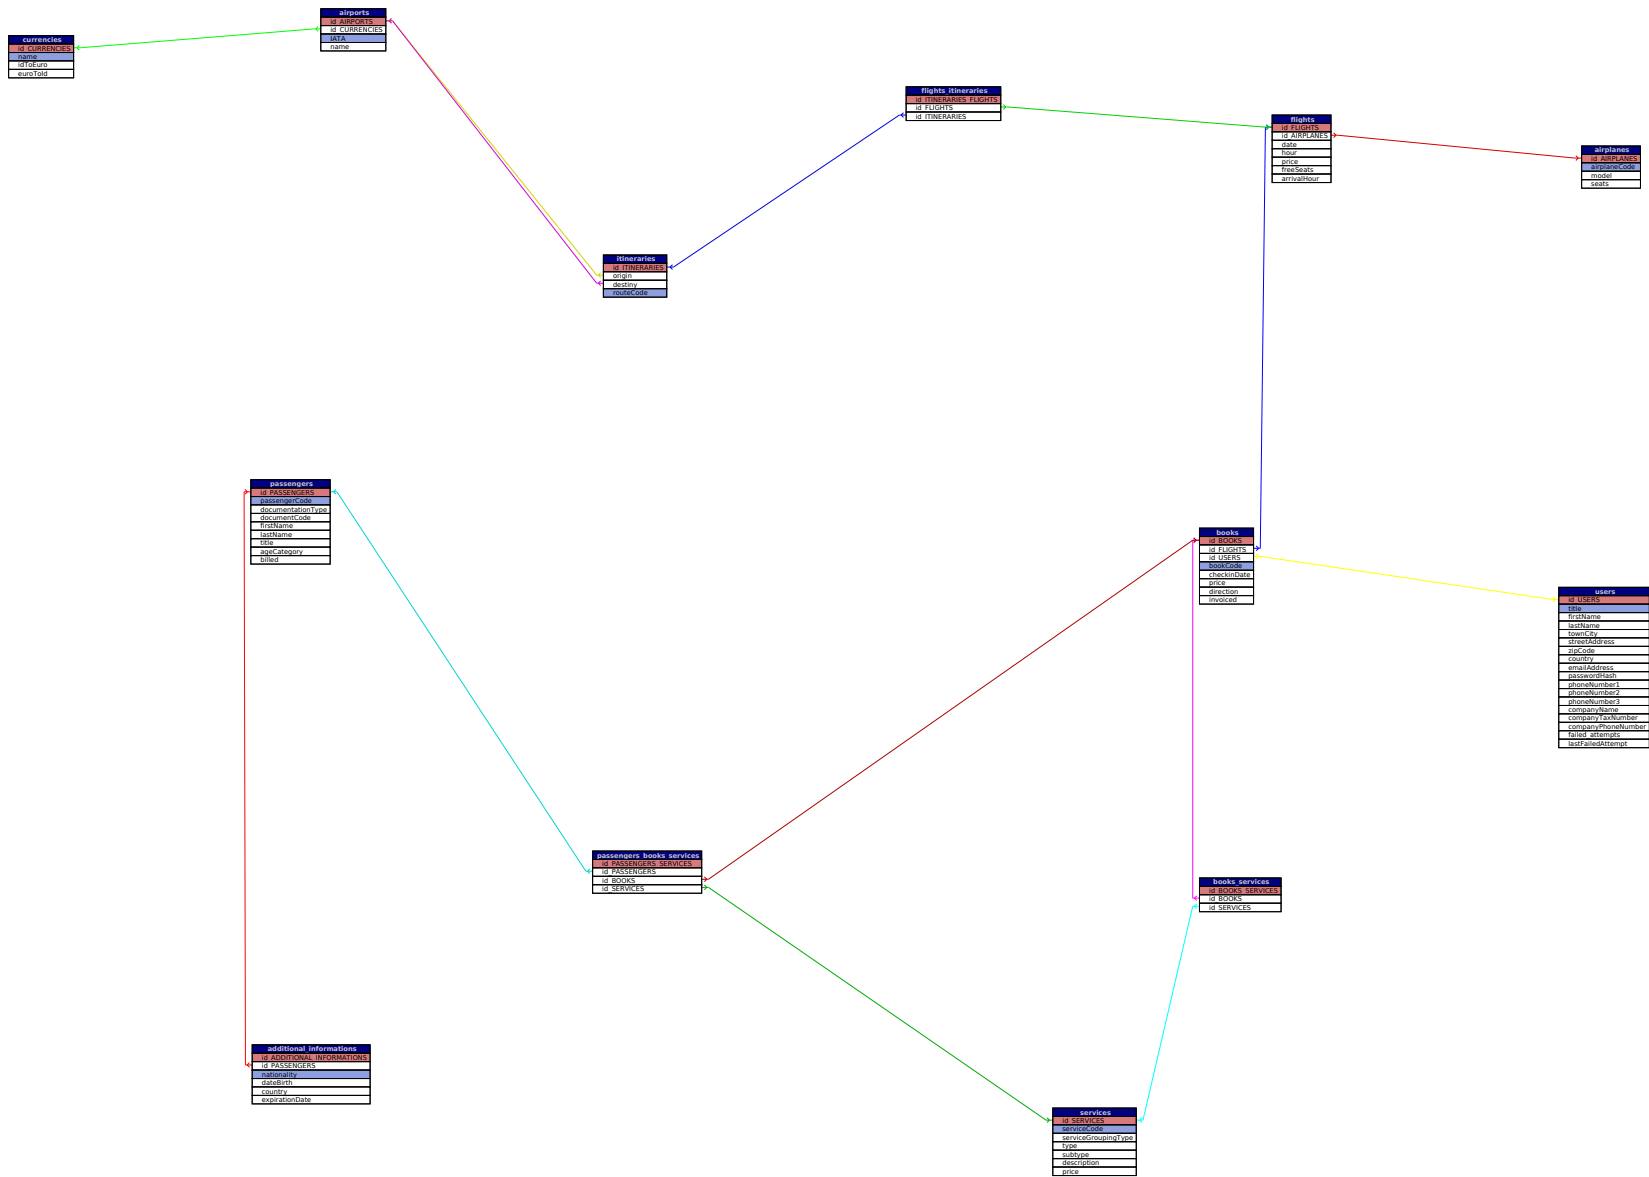 airports
id_AIRPORTS
id_CURRENCIES
IATA
name
currencies
id_CURRENCIES
name
idToEuro
euroToId
flights_itineraries
id_ITINERARIES_FLIGHTS
id_FLIGHTS
id_ITINERARIES
flights
id_FLIGHTS
id_AIRPLANES
date
hour
price
freeSeats
arrivalHour
airplanes
id_AIRPLANES
airplaneCode
model
seats
itineraries
id_ITINERARIES
origin
destiny
routeCode
passengers
id_PASSENGERS
passengerCode
documentationType
documentCode
firstName
lastName
title
ageCategory
billed
books
id_BOOKS
id_FLIGHTS
id_USERS
bookCode
checkinDate
price
direction
invoiced
users
id_USERS
title
firstName
lastName
townCity
streetAddress
zipCode
country
emailAddress
passwordHash
phoneNumber1
phoneNumber2
phoneNumber3
companyName
companyTaxNumber
companyPhoneNumber
failed_attempts
lastFailedAttempt
passengers_books_services
id_PASSENGERS_SERVICES
id_PASSENGERS
id_BOOKS
id_SERVICES
books_services
id_BOOKS_SERVICES
id_BOOKS
id_SERVICES
additional_informations
id_ADDITIONAL_INFORMATIONS
id_PASSENGERS
nationality
dateBirth
country
expirationDate
services
id_SERVICES
serviceCode
serviceGroupingType
type
subtype
description
price